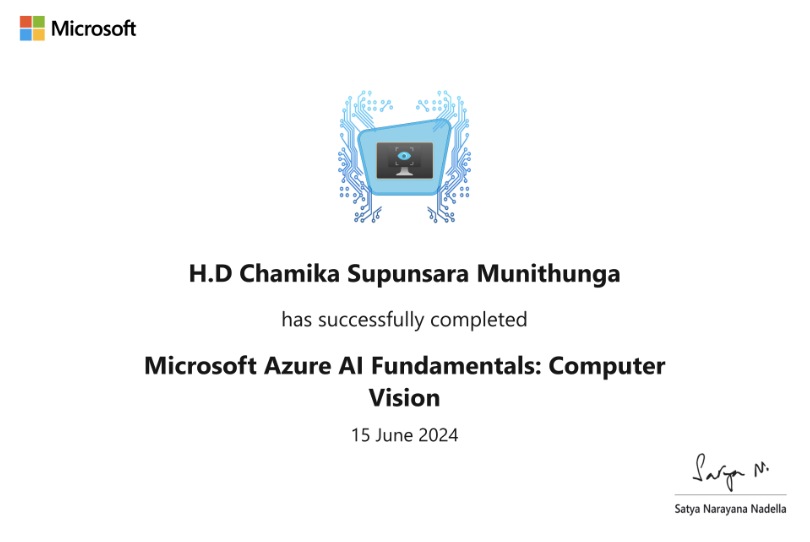 Microsoft
H.D Chamika Supunsara Munithunga
has successfully completed
Microsoft Azure AI Fundamentals: Computer
Vision
15 June 2024
Satya N.
Satya Narayana Nadella